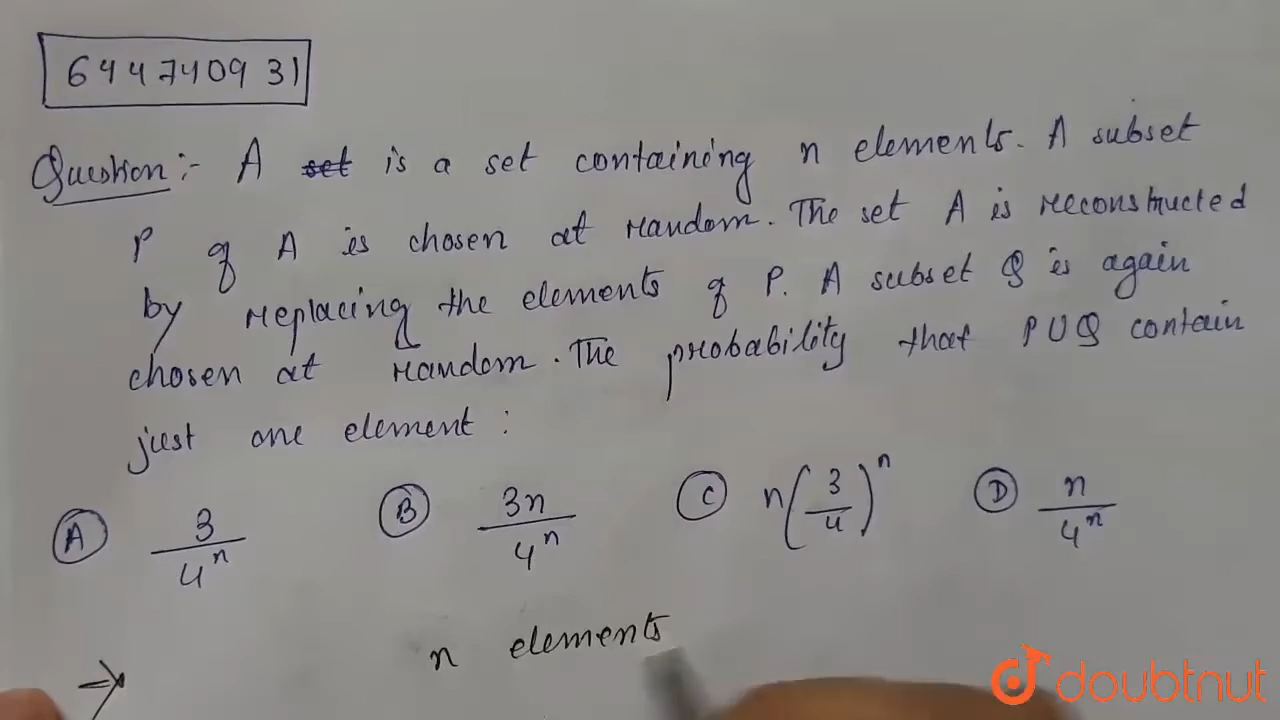 6447409 31
Question :- A set is a set containing n elements. A subset
P of A is chosen at random. The set A is reconstructed
by replacing the elements of P. A subset Q is again
chosen at random. The probability that P∪Q contain
just one element :
(A) 3/4^n (B) 3n/4^n (C) n(3/4)^n (D) n/4^n
n elements
⇒
doubtnut